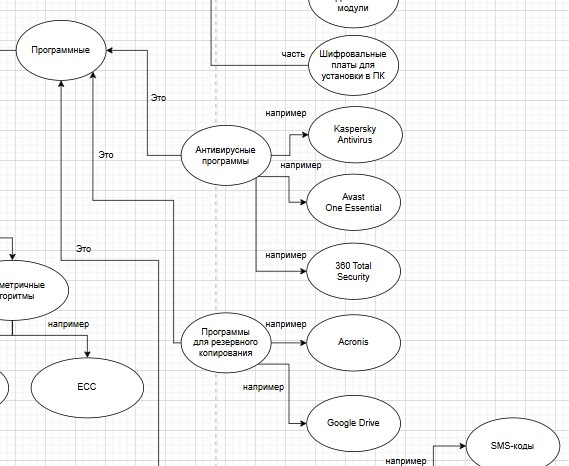 модули
часть
Шифровальные
платы для
установки в ПК
Программные
Это
например
Kaspersky
Antivirus
Антивирусные
программы
Это
например
Avast
One Essential
Это
например
360 Total
Security
метричные
горитмы
например
Программы
для резервного
копирования
например
Acronis
ECC
например
Google Drive
SMS-коды
например